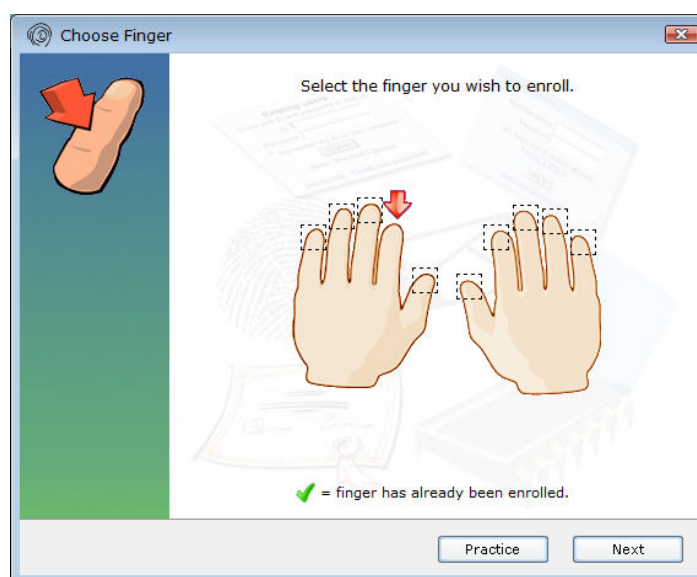 Choose Finger
Select the finger you wish to enroll.
= finger has already been enrolled.
Practice
Next